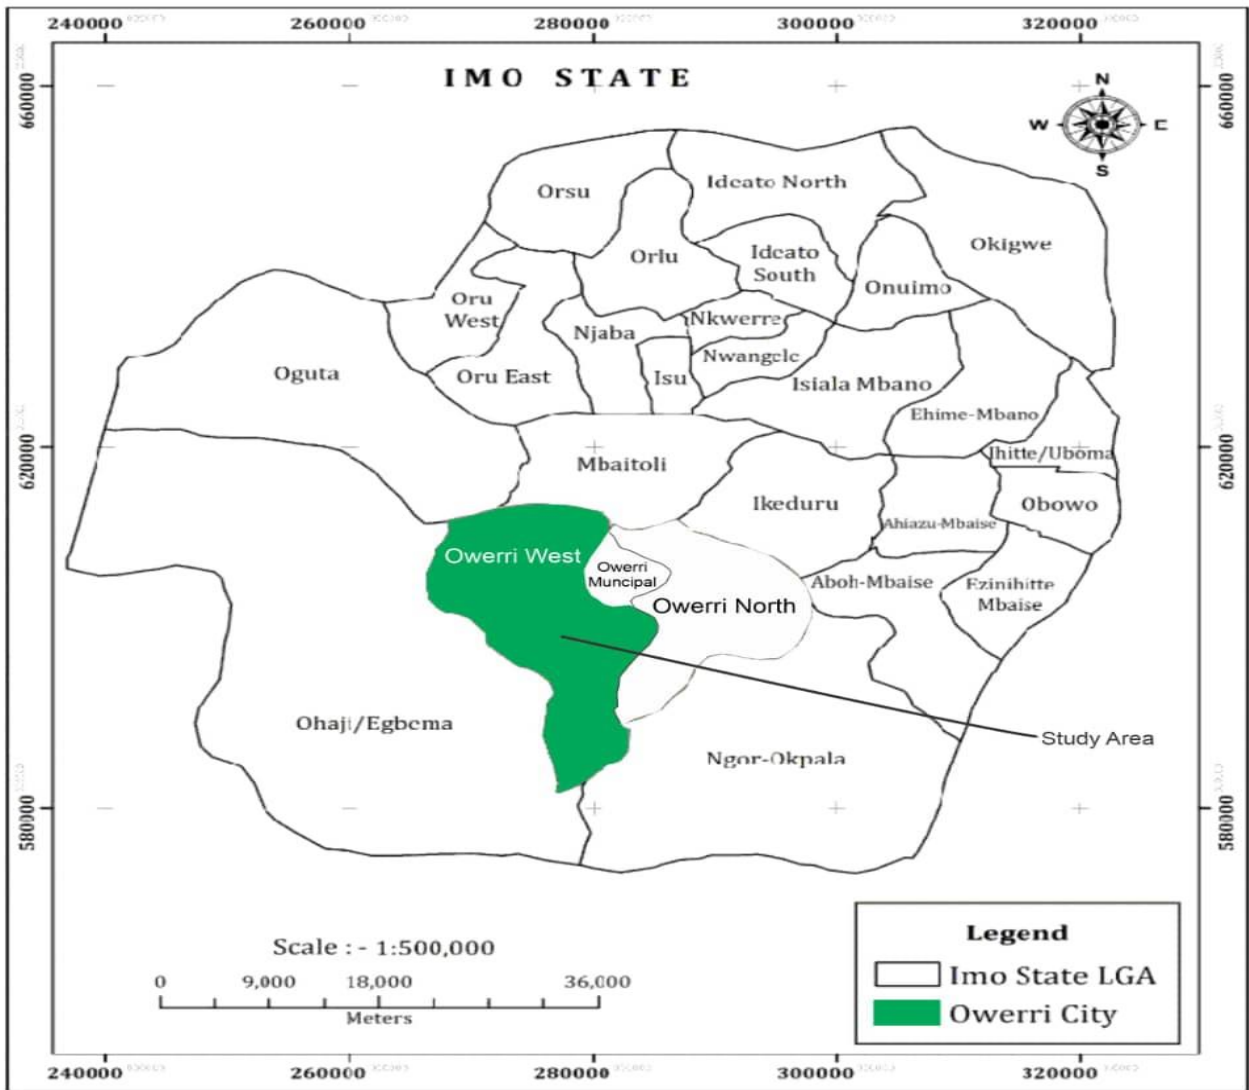 240000
260000
280000
300000
320000
660000
660000
IMO STATE
N
W
E
S
Orsu
Ideato North
Okigwe
Orlu
Ideato
South
Onuimo
Oru
West
Njaba
Nkwerre
Nwangele
Oguta
Oru East
Isu
Isiala Mbano
Ehime-Mbano
620000
620000
Mbaitoli
Ihitte/Uboma
Ikeduru
Obowo
Ahiazu-Mbaise
Owerri West
Owerri
Muncipal
Aboh-Mbaise
Ezinihitte
Mbaise
Owerri North
Ohaji/Egbema
Study Area
Ngor-Okpala
580000
580000
Legend
Imo State LGA
Owerri City
Scale : - 1:500,000
0
9,000
18,000
36,000
Meters
240000
260000
280000
300000
320000